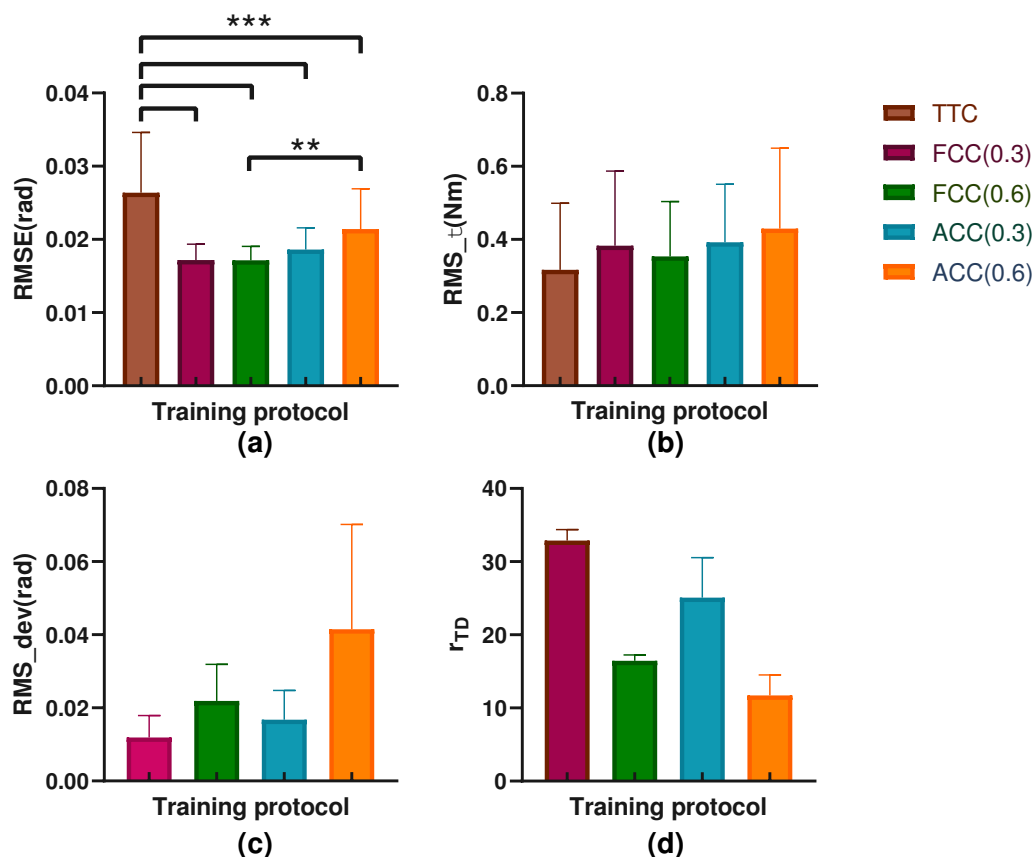 ***
**
RMSE(rad)
0.04
0.03
0.02
0.01
0.00
Training protocol
(a)
RMS_τ(Nm)
0.8
0.6
0.4
0.2
0.0
Training protocol
(b)
TTC
FCC(0.3)
FCC(0.6)
ACC(0.3)
ACC(0.6)
RMS_dev(rad)
0.08
0.06
0.04
0.02
0.00
Training protocol
(c)
r_TD
40
30
20
10
0
Training protocol
(d)